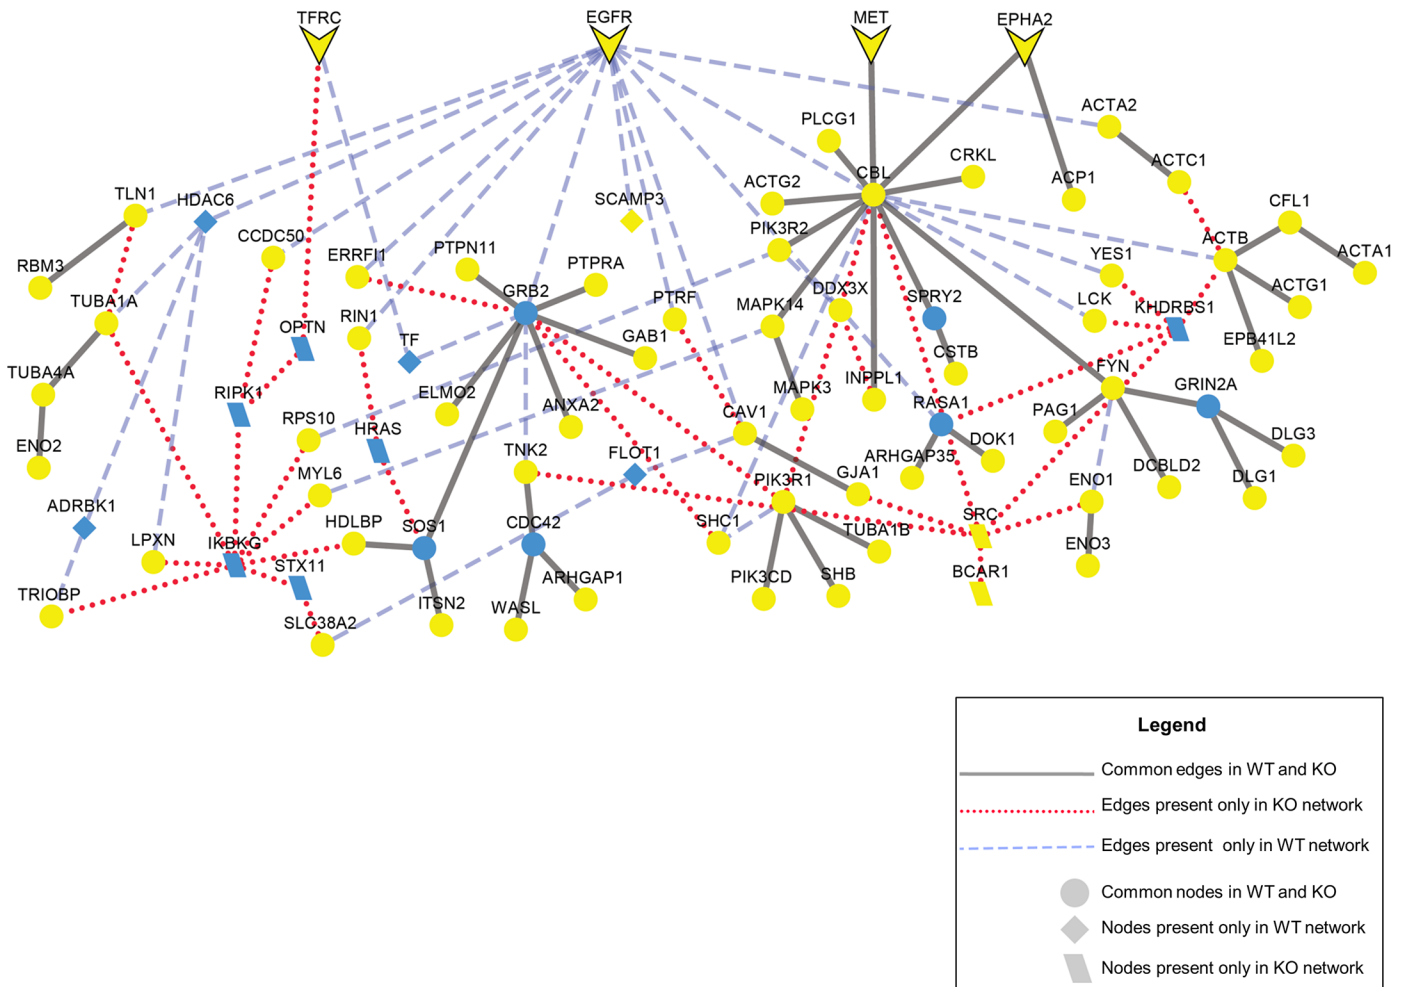 TFRC
EGFR
MET
EPHA2
ACTA2
PLCG1
CRKL
ACTC1
CBL
ACP1
ACTG2
TLN1
HDAC6
SCAMP3
CFL1
PIK3R2
ACTB
ACTA1
CCDC50
ERRFI1
PTPN11
PTPRA
YES1
RBM3
GRB2
PTRF
MAPK14
DDX3X
SPRY2
LCK
KHDRBS1
ACTG1
TUBA1A
OPTN
RIN1
TF
GAB1
EPB41L2
CSTB
FYN
TUBA4A
RIPK1
ELMO2
ANXA2
MAPK3
INPPL1
RASA1
GRIN2A
RPS10
HRAS
CAV1
PAG1
DLG3
ENO2
TNK2
FLOT1
ARHGAP35
DOK1
DCBLD2
DLG1
MYL6
PIK3R1
GJA1
ENO1
ADRBK1
SHC1
SRC
HDLBP
SOS1
CDC42
TUBA1B
LPXN
IKBKG
ENO3
STX11
BCAR1
TRIOBP
ARHGAP1
PIK3CD
SHB
ITSN2
WASL
SLC38A2
Legend
Common edges in WT and KO
Edges present only in KO network
Edges present only in WT network
Common nodes in WT and KO
Nodes present only in WT network
Nodes present only in KO network